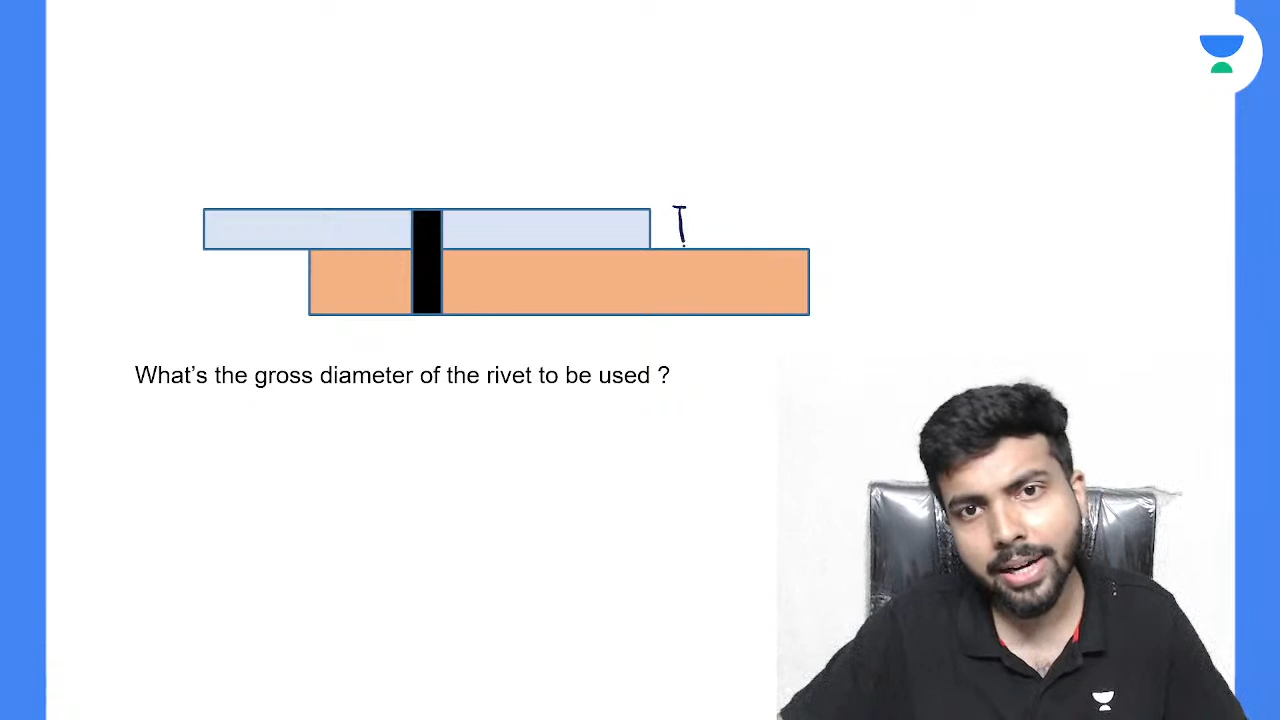 What's the gross diameter of the rivet to be used ?